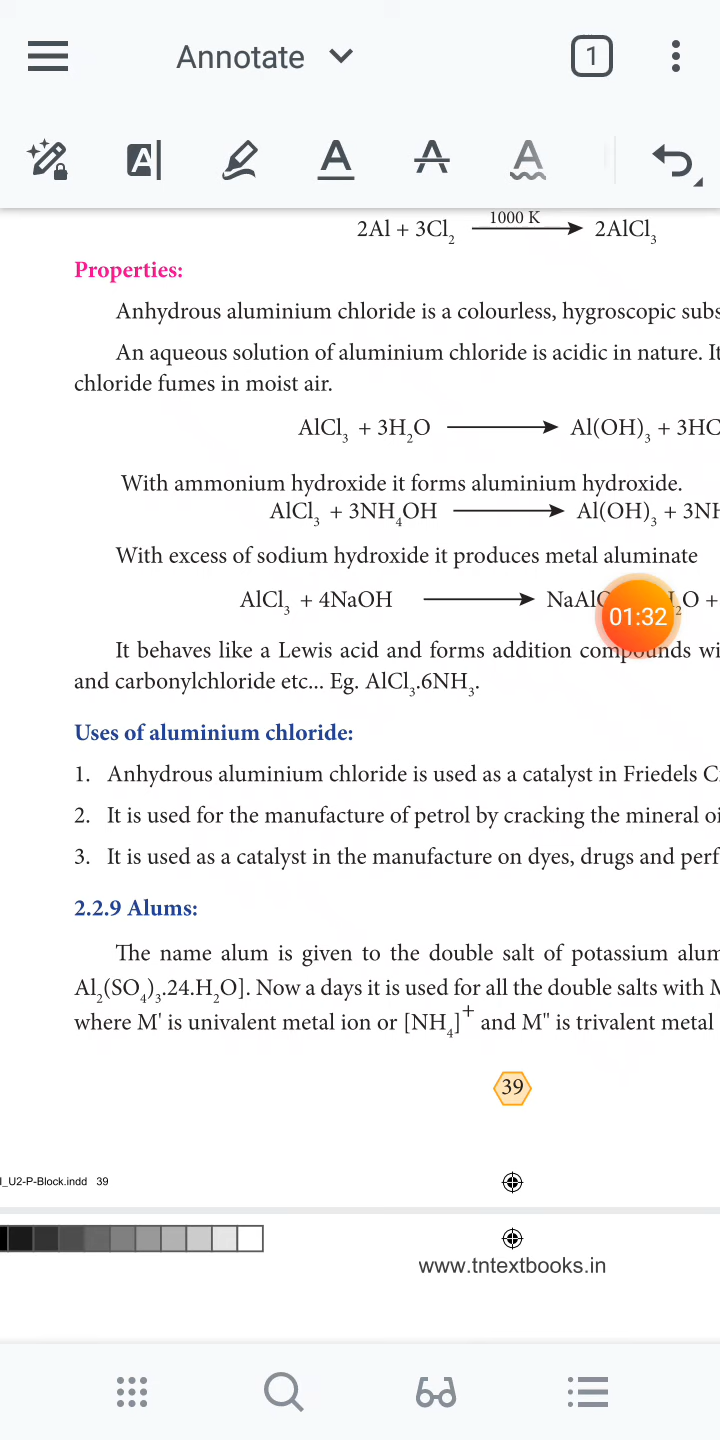 Annotate
1
A A A A
1000 K
2Al + 3Cl₂ ⟶ 2AlCl₃
Properties:
Anhydrous aluminium chloride is a colourless, hygroscopic subs
An aqueous solution of aluminium chloride is acidic in nature. It
chloride fumes in moist air.
AlCl₃ + 3H₂O ⟶ Al(OH)₃ + 3HC
With ammonium hydroxide it forms aluminium hydroxide.
AlCl₃ + 3NH₄OH ⟶ Al(OH)₃ + 3NH
With excess of sodium hydroxide it produces metal aluminate
AlCl₃ + 4NaOH ⟶ NaAl ₂O +
01:32
It behaves like a Lewis acid and forms addition compounds wi
and carbonylchloride etc... Eg. AlCl₃.6NH₃.
Uses of aluminium chloride:
1. Anhydrous aluminium chloride is used as a catalyst in Friedels C
2. It is used for the manufacture of petrol by cracking the mineral oi
3. It is used as a catalyst in the manufacture on dyes, drugs and perf
2.2.9 Alums:
The name alum is given to the double salt of potassium alum
Al₂(SO₄)₃.24.H₂O]. Now a days it is used for all the double salts with M
where M' is univalent metal ion or [NH₄]⁺ and M" is trivalent metal
39
I_U2-P-Block.indd 39
www.tntextbooks.in